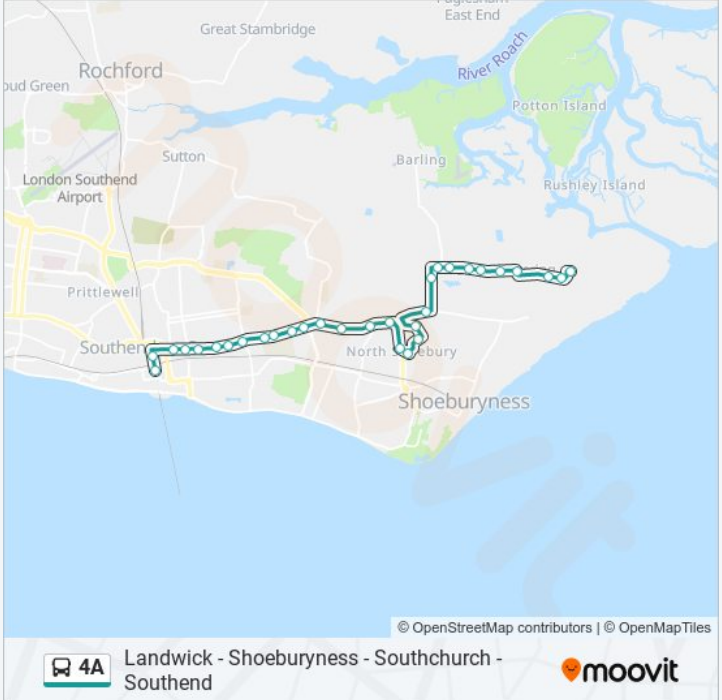 Paglesham
East End
Great Stambridge
River Roach
Rochford
oud Green
Potton Island
Sutton
Barling
London Southend
Airport
Rushley Island
Prittlewell
Southend
North Shoebury
Shoeburyness
© OpenStreetMap contributors | © OpenMapTiles
4A
Landwick - Shoeburyness - Southchurch -
Southend
moovit